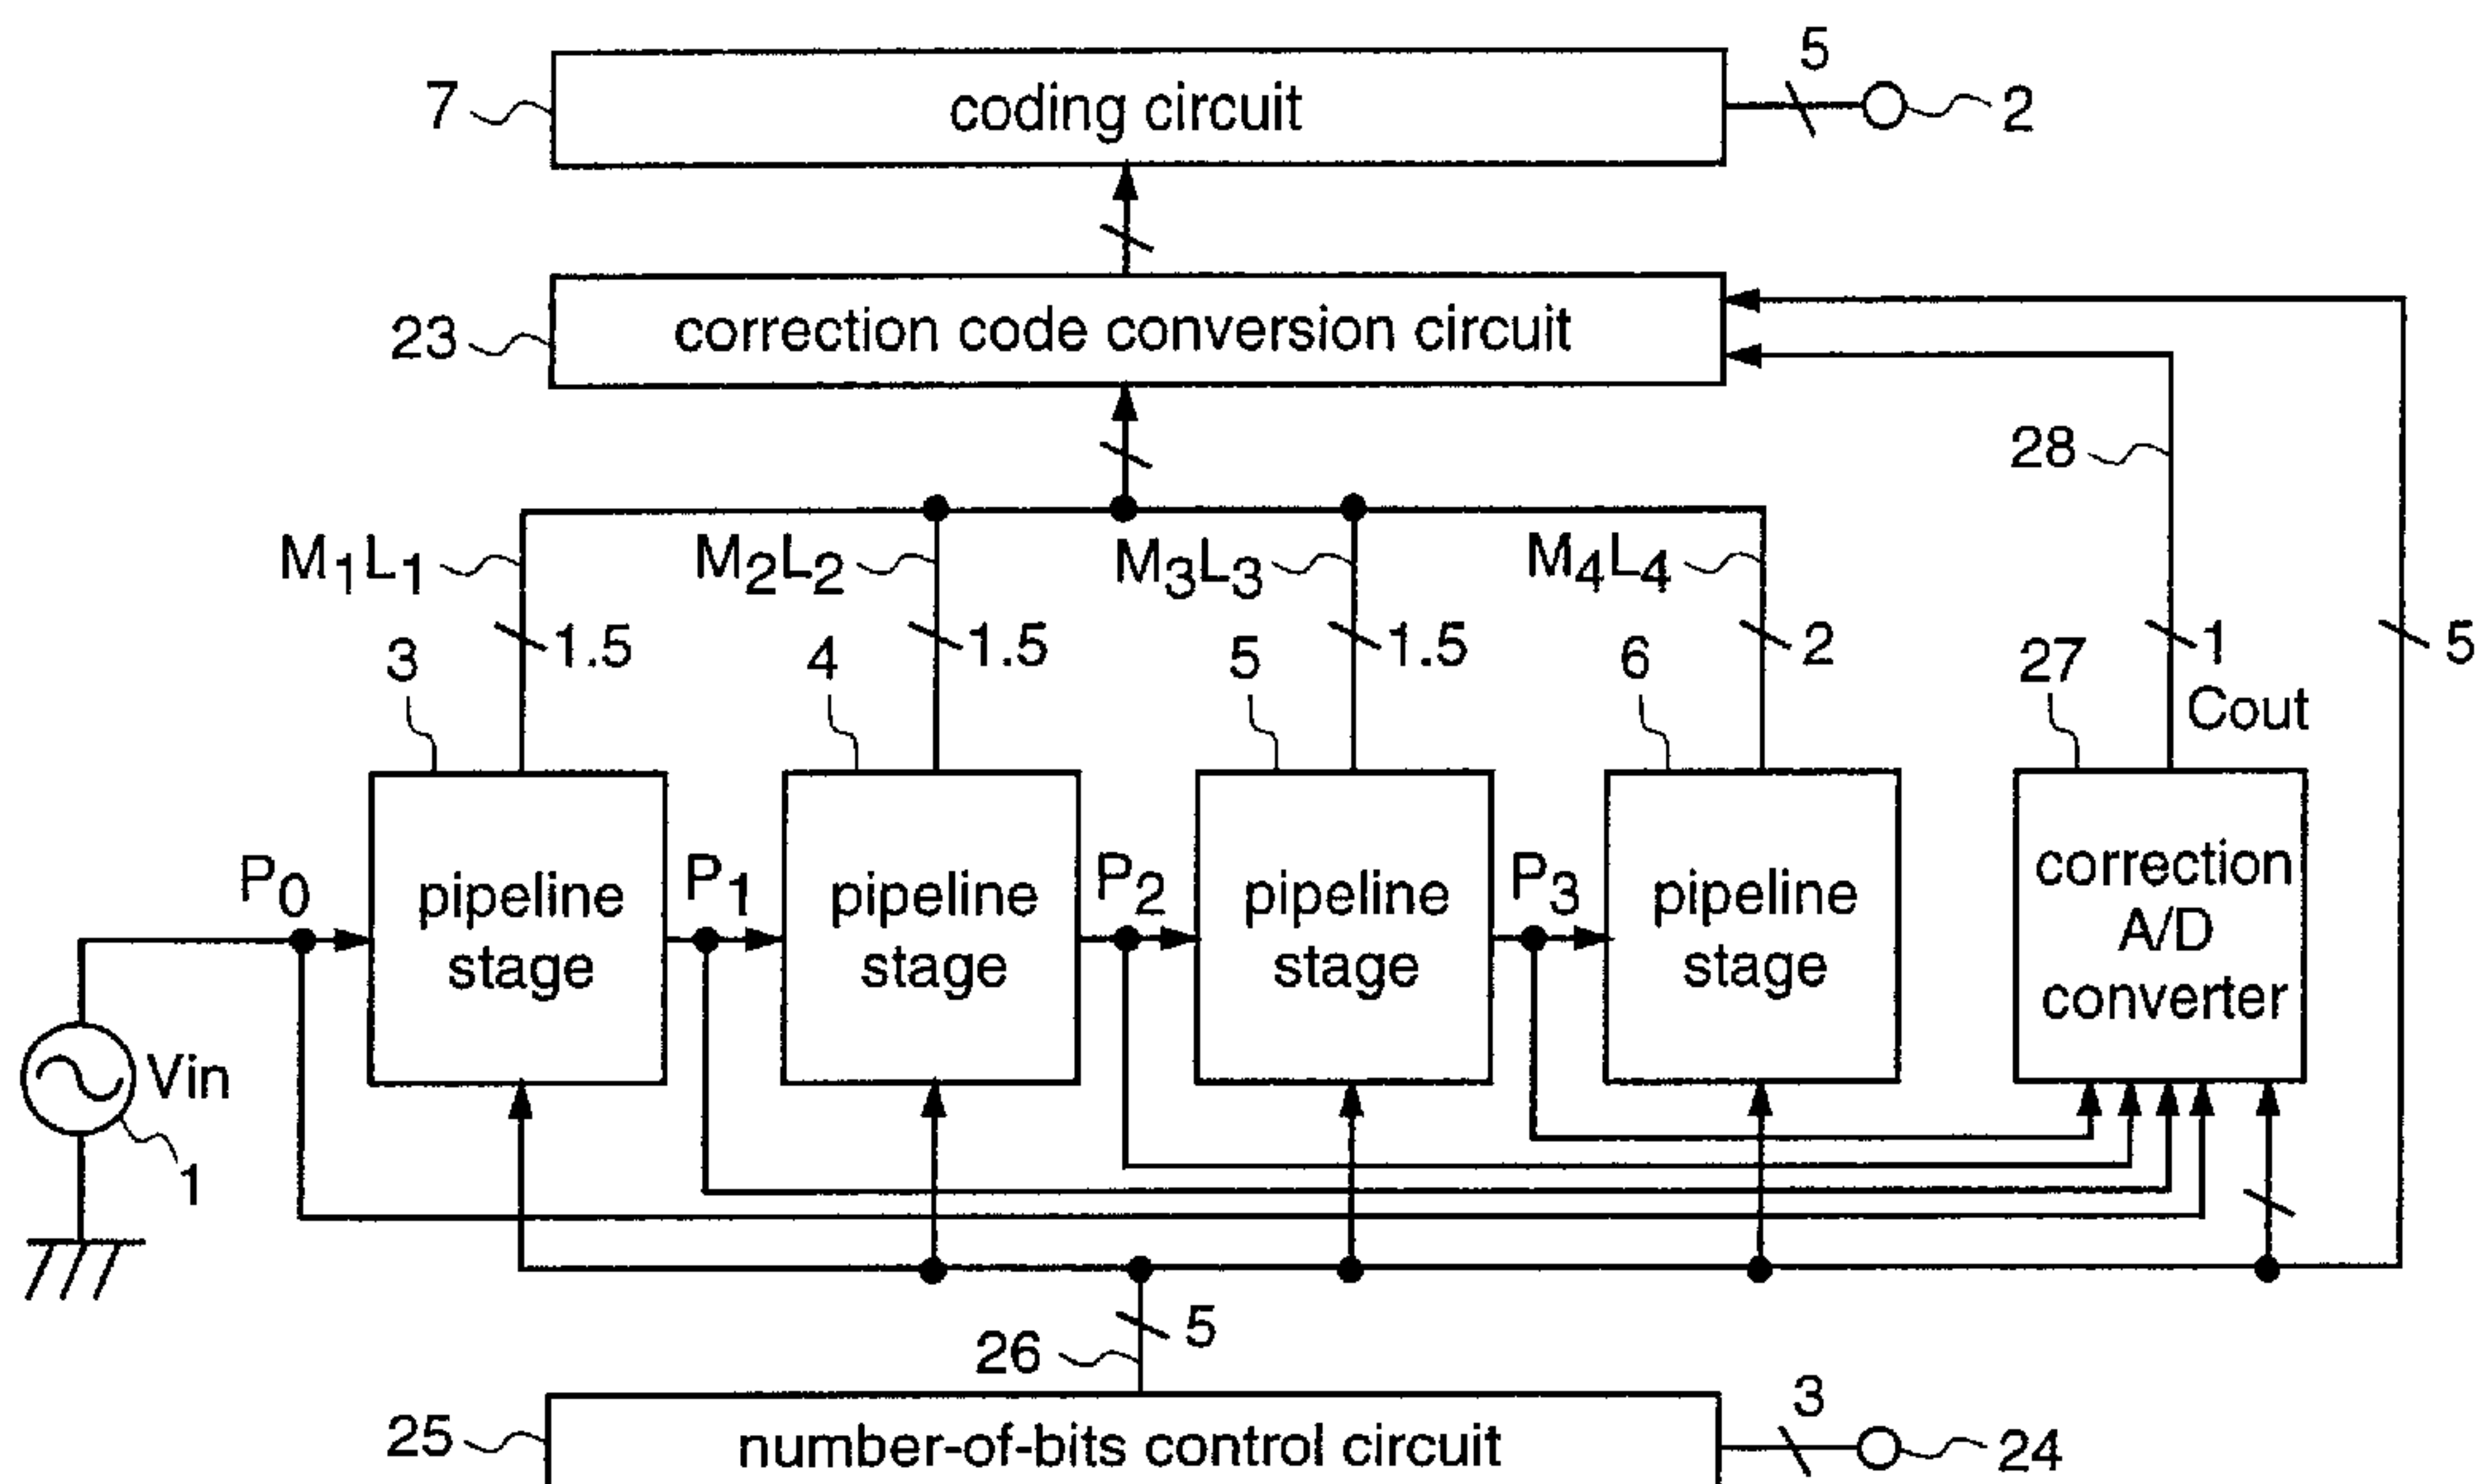 5
7
coding circuit
2
23
correction code conversion circuit
28
M1L1
M2L2
M3L3
M4L4
3
1.5
4
1.5
5
1.5
6
2
27
1
5
Cout
P0
pipeline
stage
P1
pipeline
stage
P2
pipeline
stage
P3
pipeline
stage
correction
A/D
converter
Vin
1
26
5
25
number-of-bits control circuit
3
24